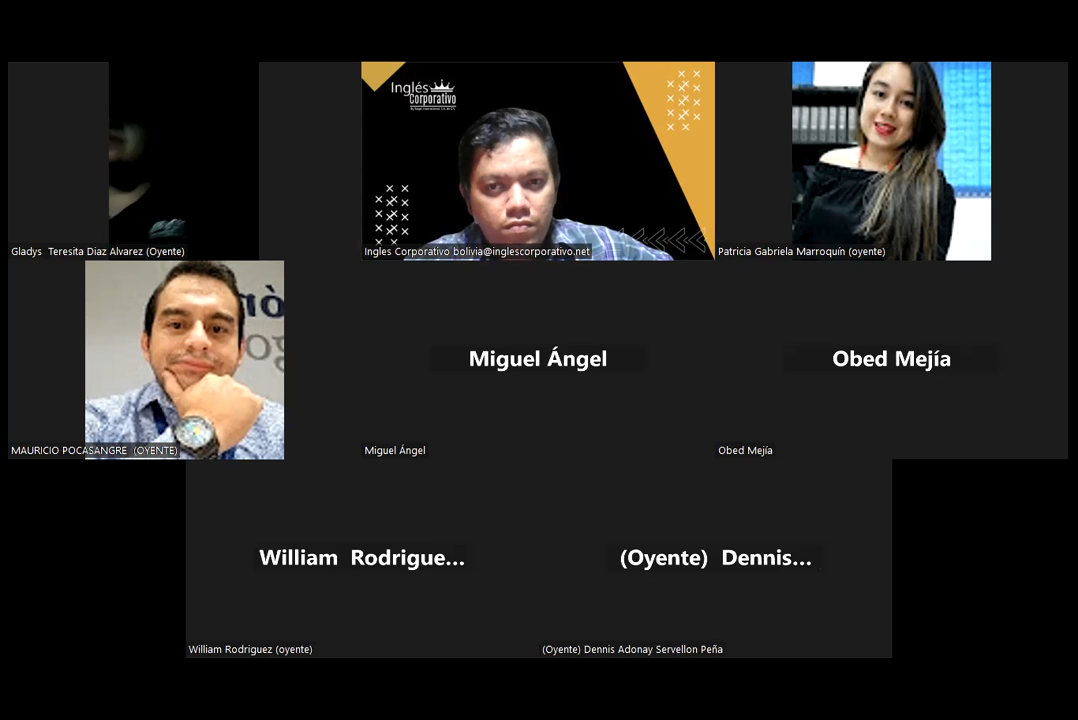 Inglés
Corporativo
Gladys Teresita Diaz Alvarez (Oyente)
Ingles Corporativo bolivia@inglescorporativo.net
Patricia Gabriela Marroquín (oyente)
MAURICIO POCASANGRE (OYENTE)
Miguel Ángel
Miguel Ángel
Obed Mejía
Obed Mejía
William Rodrigue...
William Rodriguez (oyente)
(Oyente) Dennis...
(Oyente) Dennis Adonay Servellon Peña